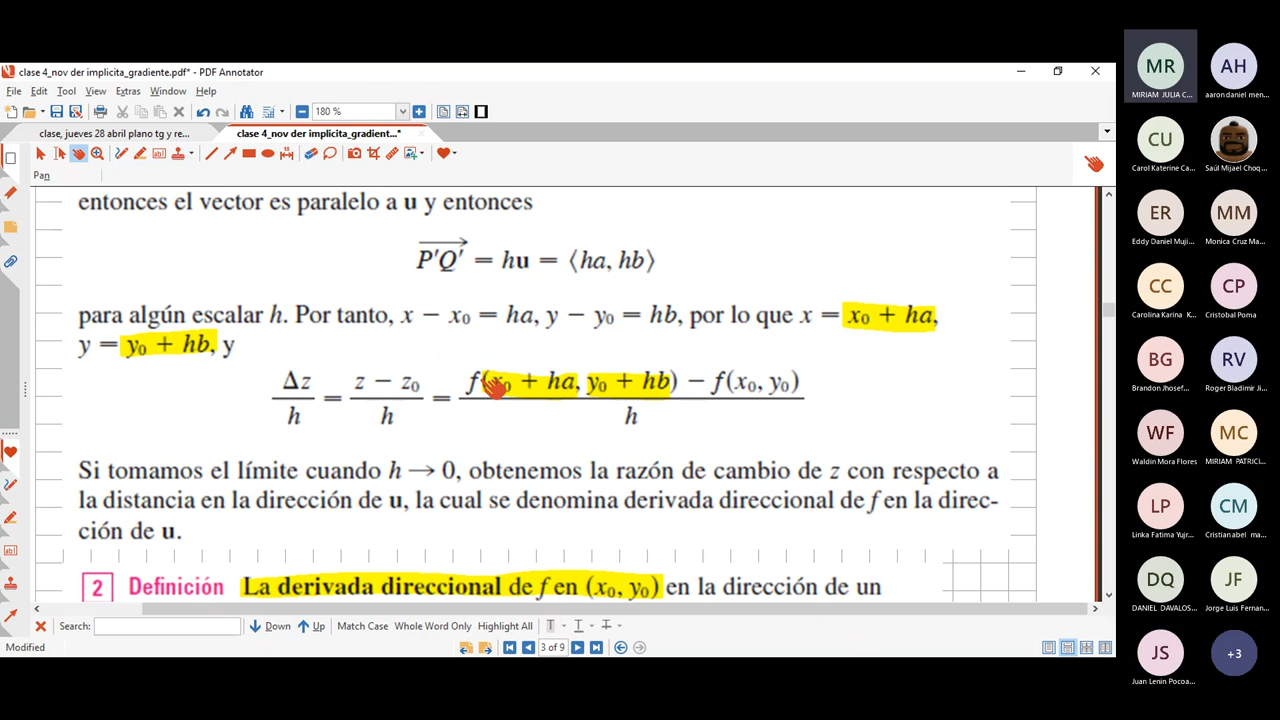 clase 4_nov der implicita_gradiente.pdf* - PDF Annotator
File Edit Tool View Extras Window Help
180 %
clase, jueves 28 abril plano tg y re...
clase 4_nov der implicita_gradient...*
Pan
entonces el vector es paralelo a u y entonces
P'Q' = hu = ⟨ha, hb⟩
para algún escalar h. Por tanto, x − x₀ = ha, y − y₀ = hb, por lo que x = x₀ + ha,
y = y₀ + hb, y
Δz/h = (z − z₀)/h = (f(x₀ + ha, y₀ + hb) − f(x₀, y₀))/h
Si tomamos el límite cuando h → 0, obtenemos la razón de cambio de z con respecto a
la distancia en la dirección de u, la cual se denomina derivada direccional de f en la direc-
ción de u.
2 Definición La derivada direccional de f en (x₀, y₀) en la dirección de un
Search: Down Up Match Case Whole Word Only Highlight All
Modified
3 of 9
MR
MIRIAM JULIA C...
AH
aaron daniel men...
CU
Carol Katerine Ca...
Saúl Mijael Choq...
ER
Eddy Daniel Muji...
MM
Monica Cruz Ma...
CC
Carolina Karina K...
CP
Cristobal Poma
BG
Brandon Jhosef...
RV
Roger Bladimir Ji...
WF
Waldin Mora Flores
MC
MIRIAM PATRICI...
LP
Linka Fatima Yujr...
CM
Cristian abel ma...
DQ
DANIEL DAVALOS...
JF
Jorge Luis Fernan...
JS
Juan Lenin Pocoa...
+3